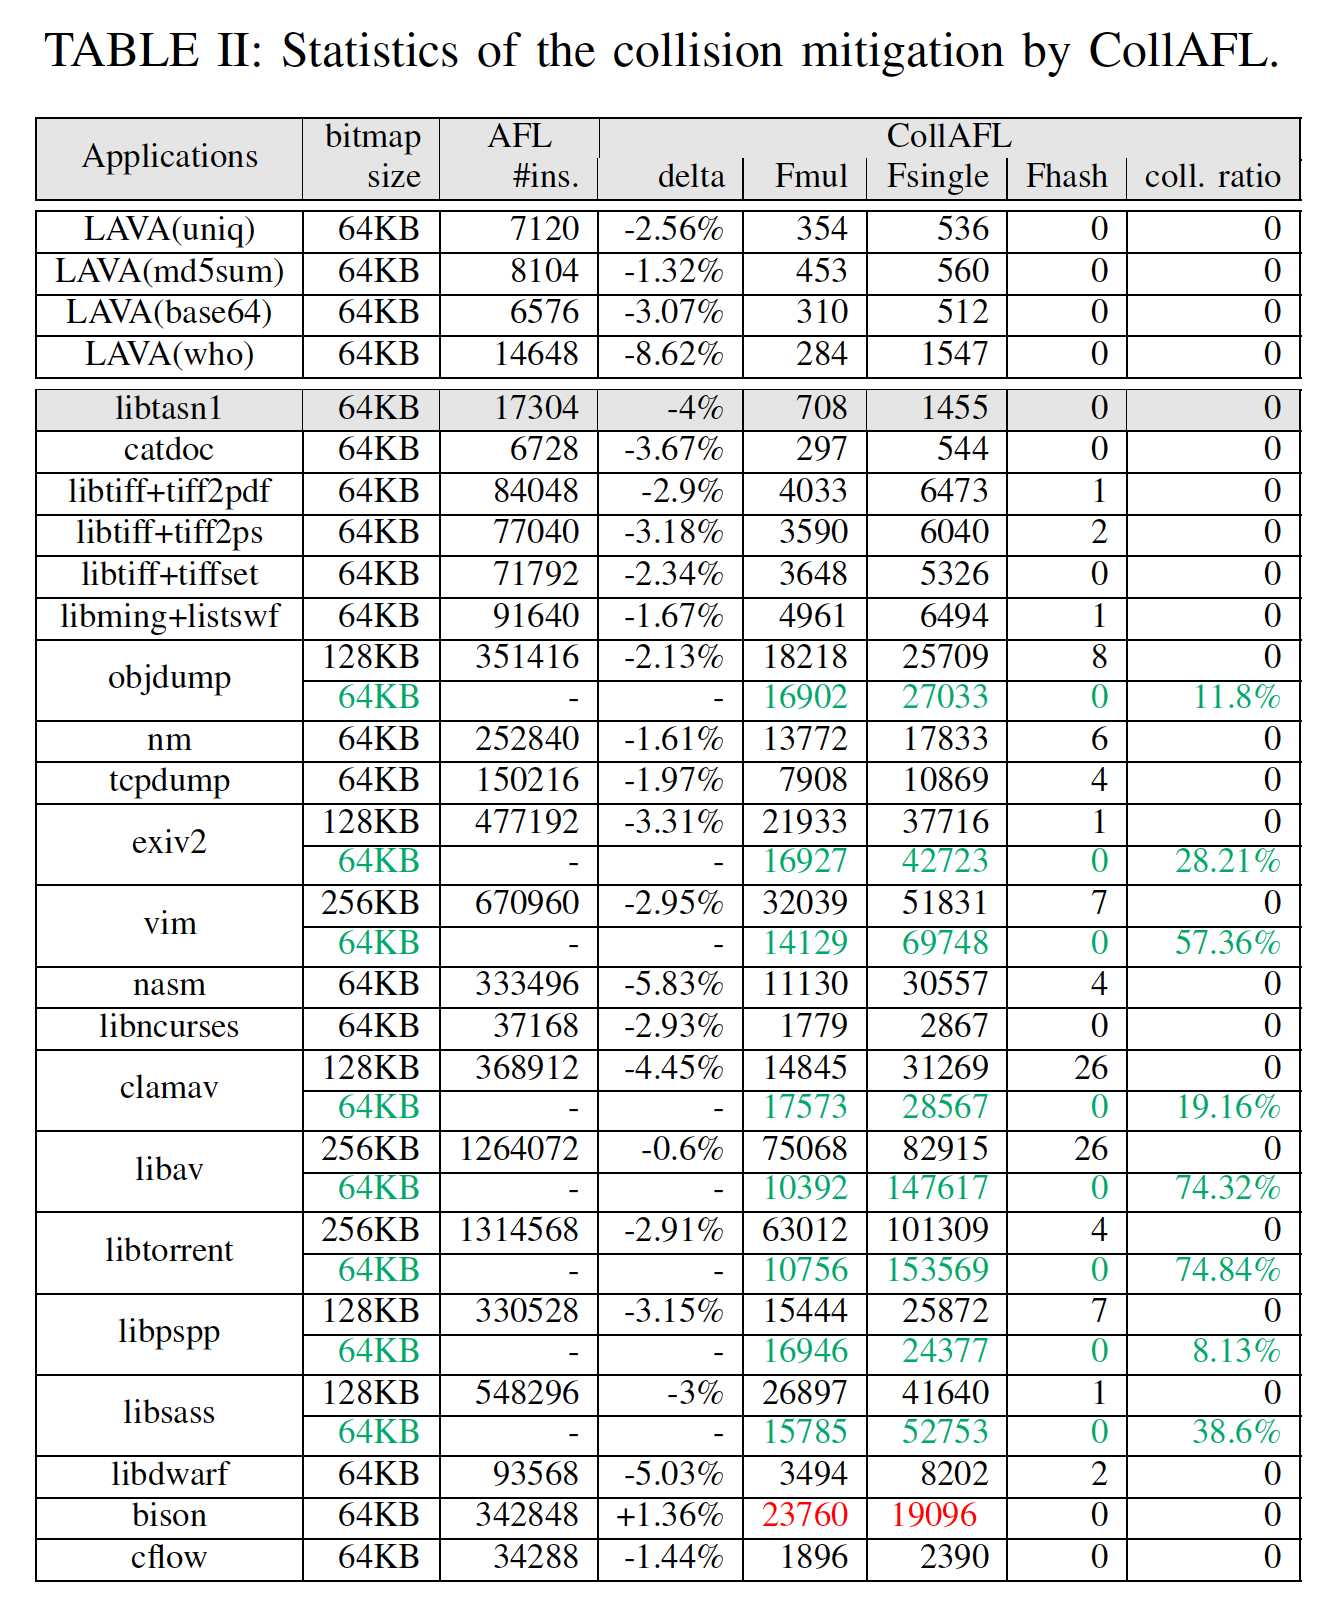 TABLE II: Statistics of the collision mitigation by CollAFL.
Applications bitmap size AFL #ins. CollAFL
delta Fmul Fsingle Fhash coll. ratio
LAVA(uniq) 64KB 7120 -2.56% 354 536 0 0
LAVA(md5sum) 64KB 8104 -1.32% 453 560 0 0
LAVA(base64) 64KB 6576 -3.07% 310 512 0 0
LAVA(who) 64KB 14648 -8.62% 284 1547 0 0
libtasn1 64KB 17304 -4% 708 1455 0 0
catdoc 64KB 6728 -3.67% 297 544 0 0
libtiff+tiff2pdf 64KB 84048 -2.9% 4033 6473 1 0
libtiff+tiff2ps 64KB 77040 -3.18% 3590 6040 2 0
libtiff+tiffset 64KB 71792 -2.34% 3648 5326 0 0
libming+listswf 64KB 91640 -1.67% 4961 6494 1 0
objdump 128KB 351416 -2.13% 18218 25709 8 0
64KB - - 16902 27033 0 11.8%
nm 64KB 252840 -1.61% 13772 17833 6 0
tcpdump 64KB 150216 -1.97% 7908 10869 4 0
exiv2 128KB 477192 -3.31% 21933 37716 1 0
64KB - - 16927 42723 0 28.21%
vim 256KB 670960 -2.95% 32039 51831 7 0
64KB - - 14129 69748 0 57.36%
nasm 64KB 333496 -5.83% 11130 30557 4 0
libncurses 64KB 37168 -2.93% 1779 2867 0 0
clamav 128KB 368912 -4.45% 14845 31269 26 0
64KB - - 17573 28567 0 19.16%
libav 256KB 1264072 -0.6% 75068 82915 26 0
64KB - - 10392 147617 0 74.32%
libtorrent 256KB 1314568 -2.91% 63012 101309 4 0
64KB - - 10756 153569 0 74.84%
libpspp 128KB 330528 -3.15% 15444 25872 7 0
64KB - - 16946 24377 0 8.13%
libsass 128KB 548296 -3% 26897 41640 1 0
64KB - - 15785 52753 0 38.6%
libdwarf 64KB 93568 -5.03% 3494 8202 2 0
bison 64KB 342848 +1.36% 23760 19096 0 0
cflow 64KB 34288 -1.44% 1896 2390 0 0